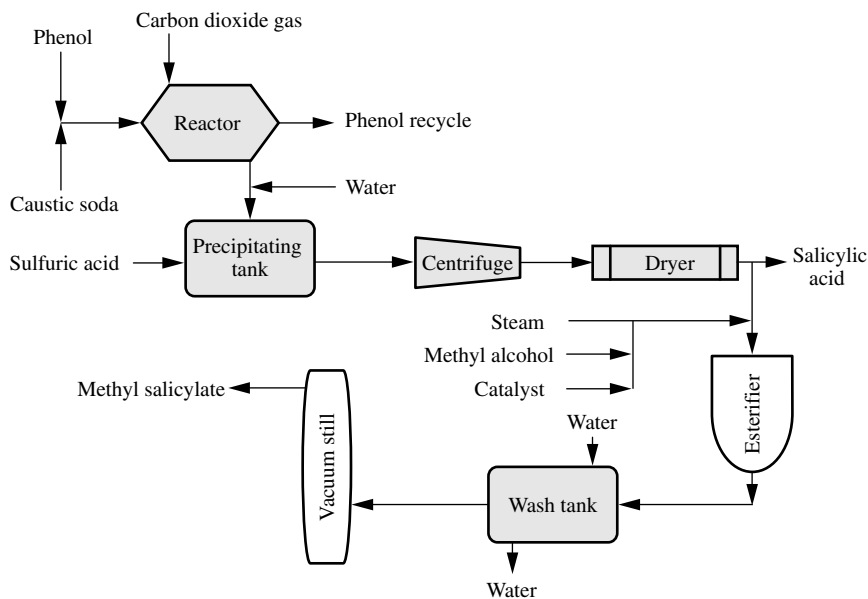 Carbon dioxide gas
Phenol
Reactor
Phenol recycle
Caustic soda
Water
Sulfuric acid
Precipitating
tank
Centrifuge
Dryer
Salicylic
acid
Steam
Methyl alcohol
Catalyst
Methyl salicylate
Vacuum still
Esterifier
Water
Wash tank
Water